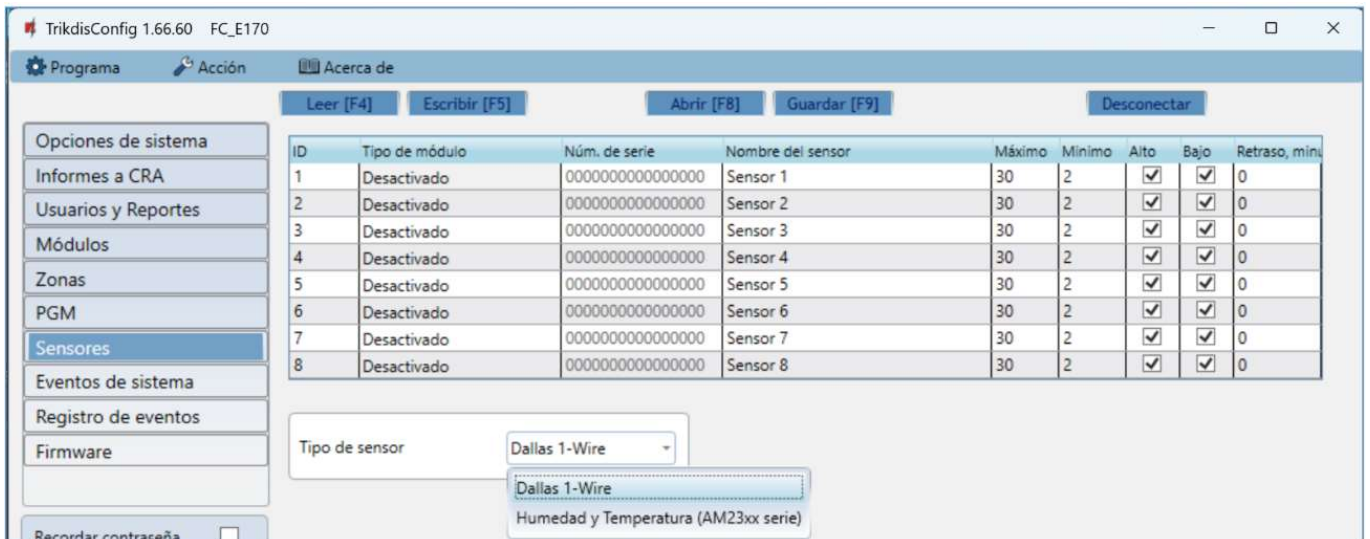 TrikdisConfig 1.66.60 FC_E170
Programa Acción Acerca de
Leer [F4] Escribir [F5] Abrir [F8] Guardar [F9] Desconectar
Opciones de sistema
Informes a CRA
Usuarios y Reportes
Módulos
Zonas
PGM
Sensores
Eventos de sistema
Registro de eventos
Firmware
Recordar contraseña
ID Tipo de módulo Núm. de serie Nombre del sensor Máximo Minimo Alto Bajo Retraso, minu
1 Desactivado 0000000000000000 Sensor 1 30 2 0
2 Desactivado 0000000000000000 Sensor 2 30 2 0
3 Desactivado 0000000000000000 Sensor 3 30 2 0
4 Desactivado 0000000000000000 Sensor 4 30 2 0
5 Desactivado 0000000000000000 Sensor 5 30 2 0
6 Desactivado 0000000000000000 Sensor 6 30 2 0
7 Desactivado 0000000000000000 Sensor 7 30 2 0
8 Desactivado 0000000000000000 Sensor 8 30 2 0
Tipo de sensor Dallas 1-Wire
Dallas 1-Wire
Humedad y Temperatura (AM23xx serie)